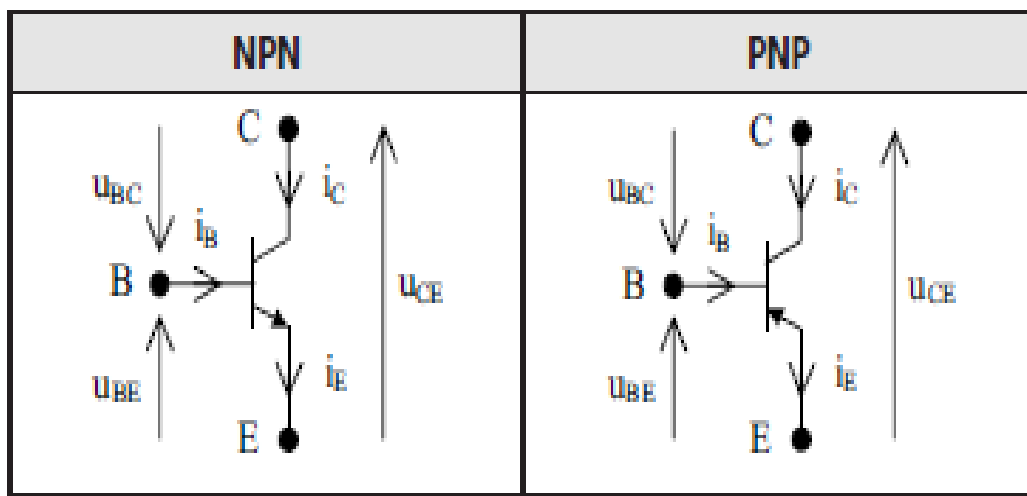 NPN PNP
C C
uBC iC uBC iC
iB iB
B uCE B uCE
uBE iE uBE iE
E E